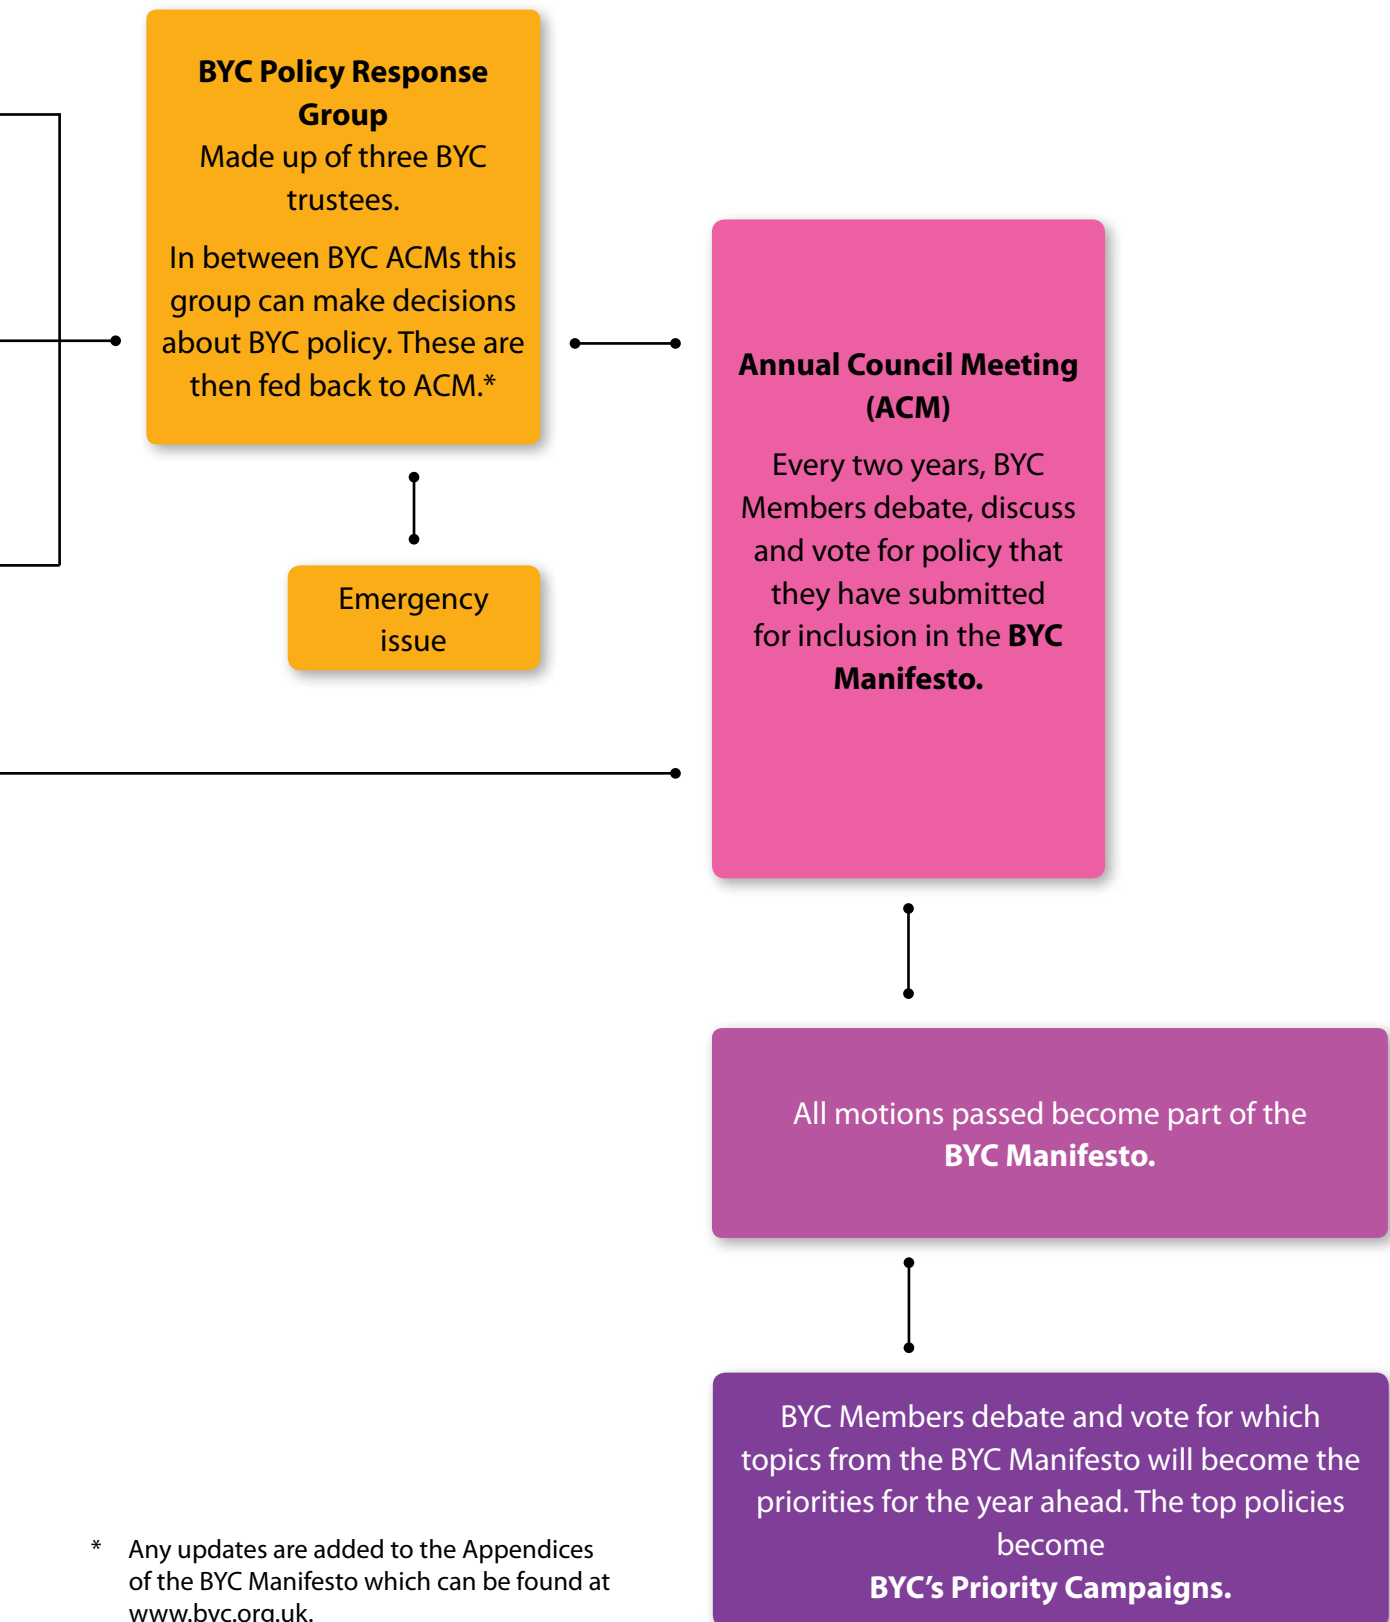 BYC Policy Response
Group
Made up of three BYC
trustees.
In between BYC ACMs this
group can make decisions
about BYC policy. These are
then fed back to ACM.*
Emergency
issue
Annual Council Meeting
(ACM)
Every two years, BYC
Members debate, discuss
and vote for policy that
they have submitted
for inclusion in the BYC
Manifesto.
All motions passed become part of the
BYC Manifesto.
BYC Members debate and vote for which
topics from the BYC Manifesto will become the
priorities for the year ahead. The top policies
become
BYC’s Priority Campaigns.
* Any updates are added to the Appendices
of the BYC Manifesto which can be found at
www.byc.org.uk.